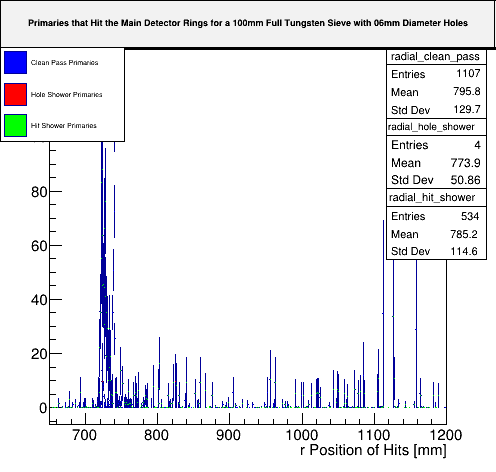 Primaries that Hit the Main Detector Rings for a 100mm Full Tungsten Sieve with 06mm Diameter Holes
Clean Pass Primaries
Hole Shower Primaries
Hit Shower Primaries
radial_clean_pass
Entries 1107
Mean 795.8
Std Dev 129.7
radial_hole_shower
Entries 4
Mean 773.9
Std Dev 50.86
radial_hit_shower
Entries 534
Mean 785.2
Std Dev 114.6
80
60
40
20
0
700 800 900 1000 1100 1200
r Position of Hits [mm]